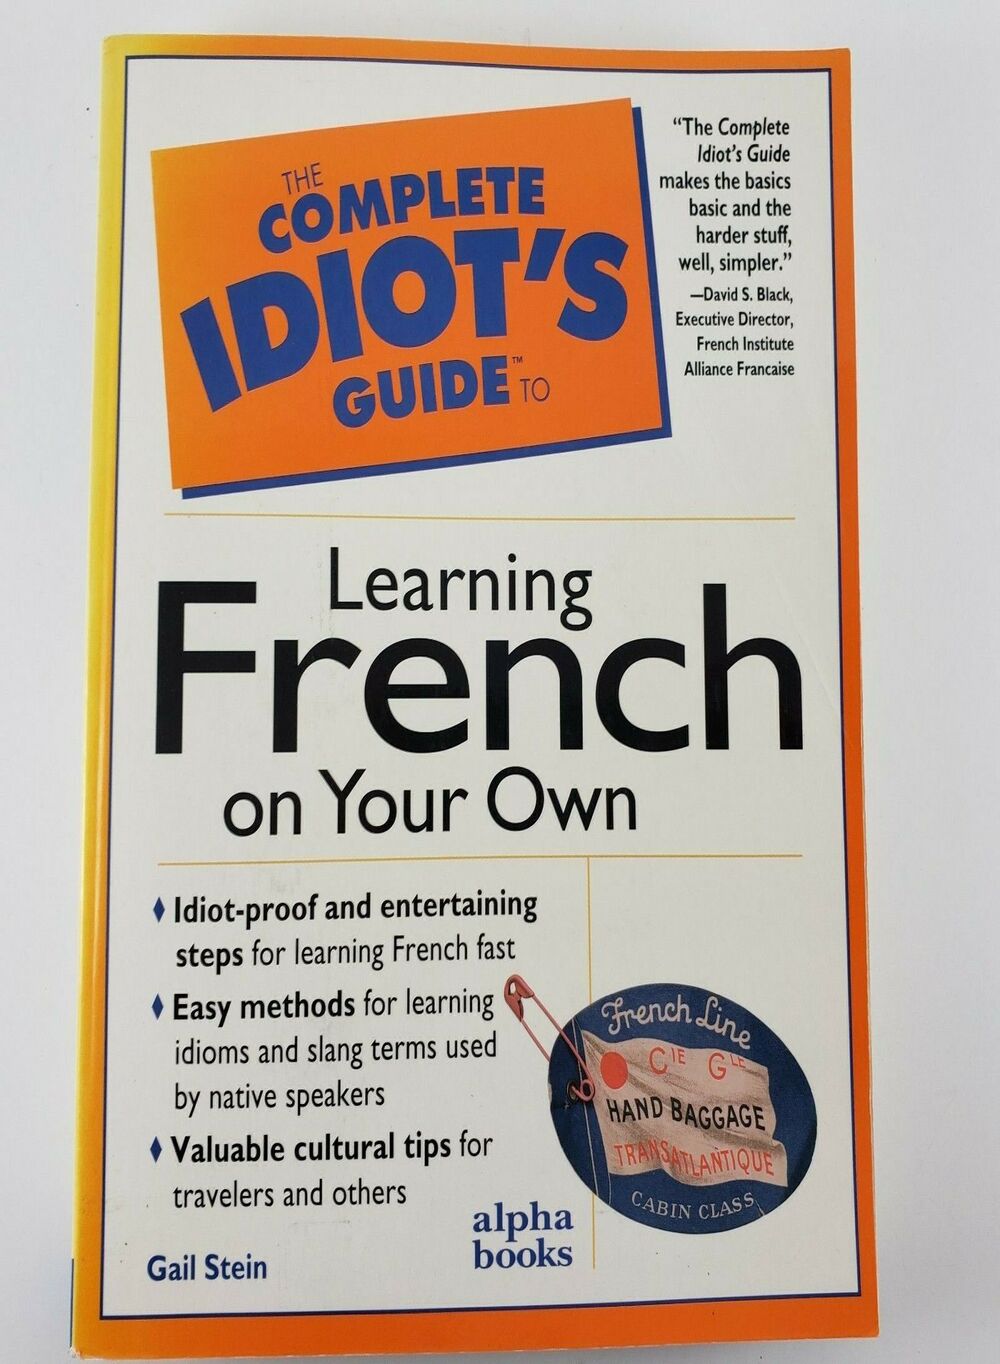 THE
COMPLETE
IDIOT'S
GUIDE™ TO
“The Complete
Idiot's Guide
makes the basics
basic and the
harder stuff,
well, simpler.”
—David S. Black,
Executive Director,
French Institute
Alliance Francaise
Learning
French
on Your Own
♦ Idiot-proof and entertaining
steps for learning French fast
♦ Easy methods for learning
idioms and slang terms used
by native speakers
♦ Valuable cultural tips for
travelers and others
French Line
CIE GLE
HAND BAGGAGE
TRANSATLANTIQUE
CABIN CLASS
alpha
books
Gail Stein